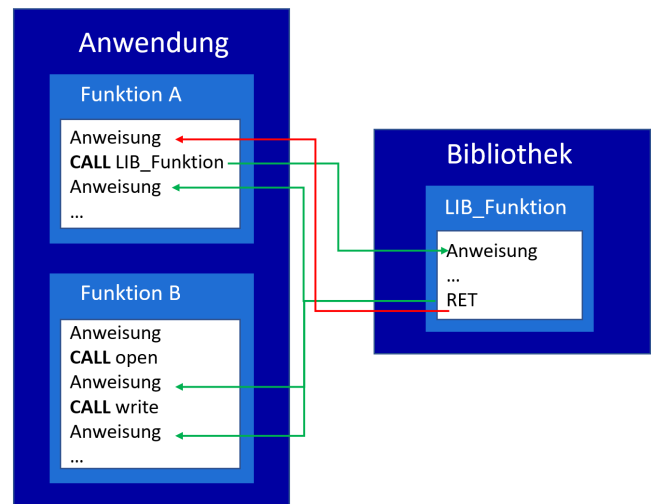 Anwendung
Funktion A
Anweisung
CALL LIB_Funktion
Anweisung
...
Funktion B
Anweisung
CALL open
Anweisung
CALL write
Anweisung
...
Bibliothek
LIB_Funktion
Anweisung
...
RET